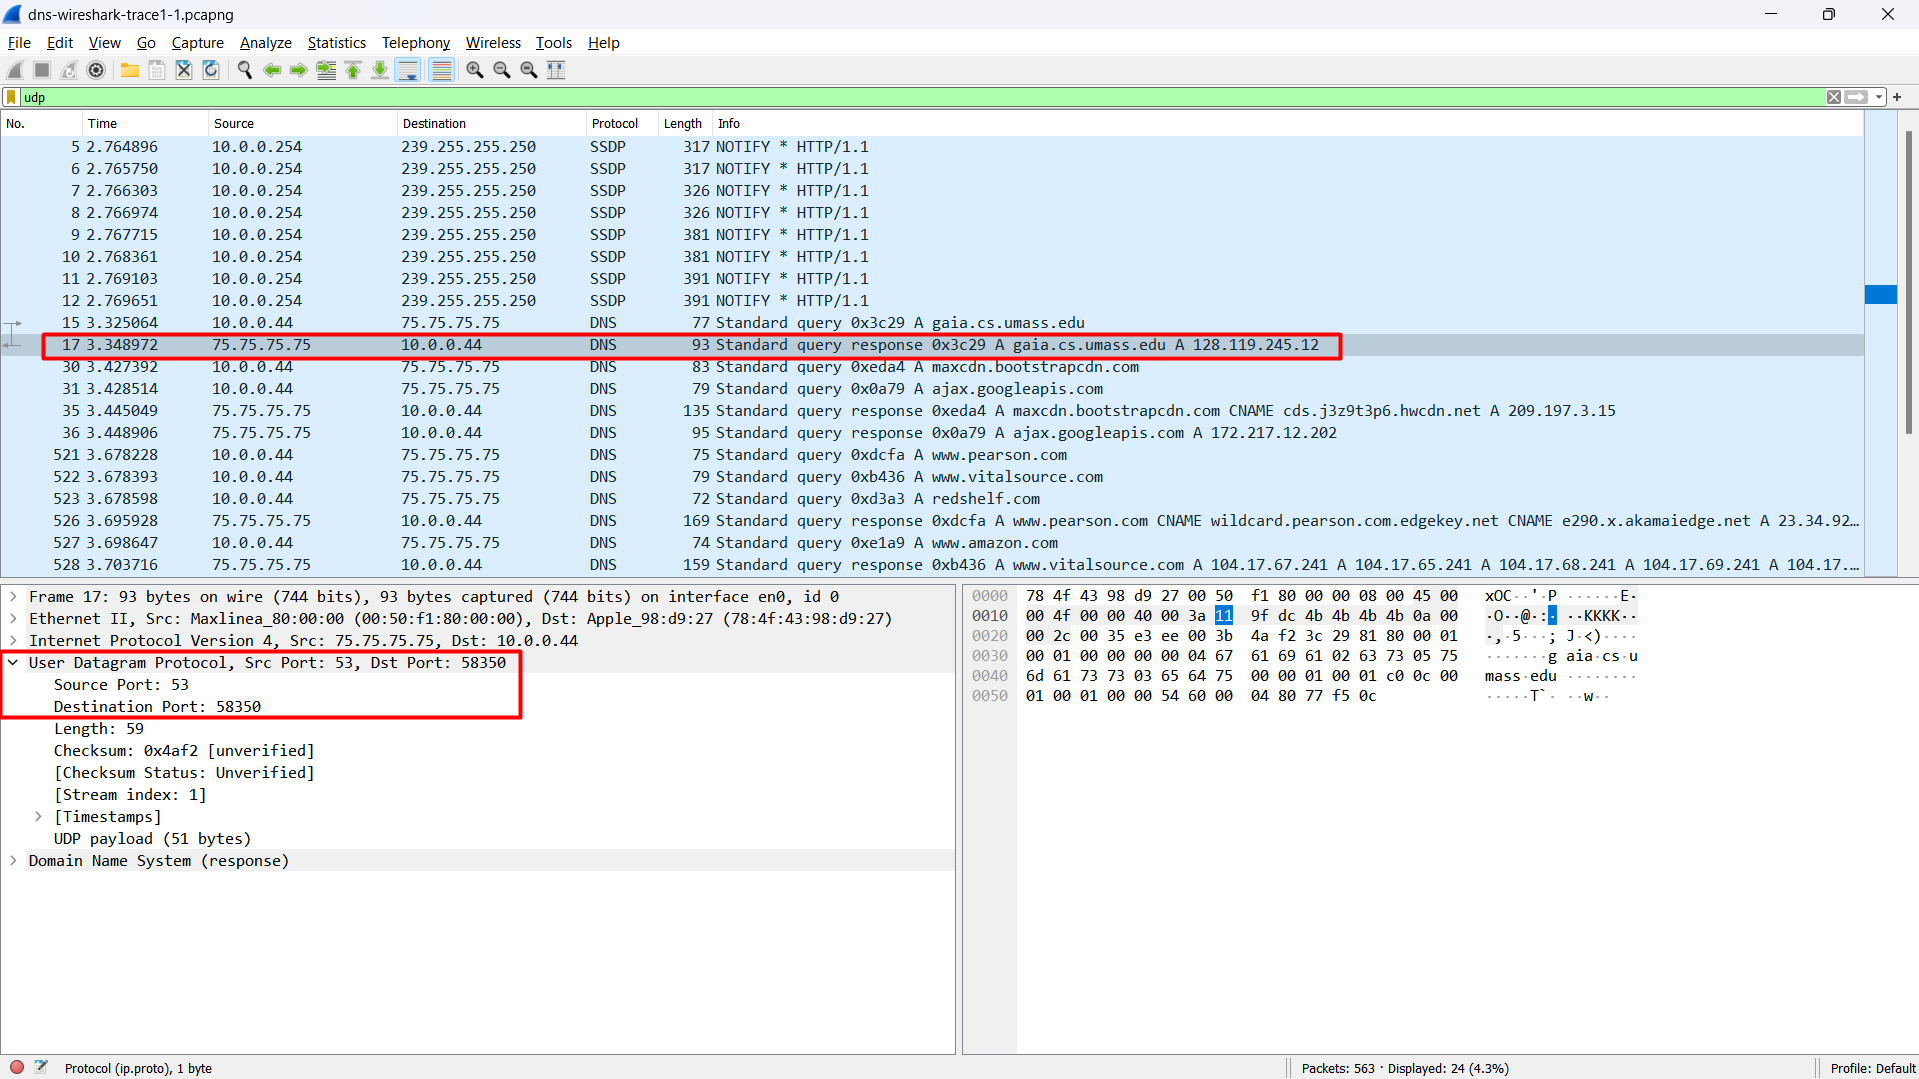 dns-wireshark-trace1-1.pcapng
File Edit View Go Capture Analyze Statistics Telephony Wireless Tools Help
udp
No. Time Source Destination Protocol Length Info
5 2.764896 10.0.0.254 239.255.255.250 SSDP 317 NOTIFY * HTTP/1.1
6 2.765750 10.0.0.254 239.255.255.250 SSDP 317 NOTIFY * HTTP/1.1
7 2.766303 10.0.0.254 239.255.255.250 SSDP 326 NOTIFY * HTTP/1.1
8 2.766974 10.0.0.254 239.255.255.250 SSDP 326 NOTIFY * HTTP/1.1
9 2.767715 10.0.0.254 239.255.255.250 SSDP 381 NOTIFY * HTTP/1.1
10 2.768361 10.0.0.254 239.255.255.250 SSDP 381 NOTIFY * HTTP/1.1
11 2.769103 10.0.0.254 239.255.255.250 SSDP 391 NOTIFY * HTTP/1.1
12 2.769651 10.0.0.254 239.255.255.250 SSDP 391 NOTIFY * HTTP/1.1
15 3.325064 10.0.0.44 75.75.75.75 DNS 77 Standard query 0x3c29 A gaia.cs.umass.edu
17 3.348972 75.75.75.75 10.0.0.44 DNS 93 Standard query response 0x3c29 A gaia.cs.umass.edu A 128.119.245.12
30 3.427392 10.0.0.44 75.75.75.75 DNS 83 Standard query 0xeda4 A maxcdn.bootstrapcdn.com
31 3.428514 10.0.0.44 75.75.75.75 DNS 79 Standard query 0x0a79 A ajax.googleapis.com
35 3.445049 75.75.75.75 10.0.0.44 DNS 135 Standard query response 0xeda4 A maxcdn.bootstrapcdn.com CNAME cds.j3z9t3p6.hwcdn.net A 209.197.3.15
36 3.448906 75.75.75.75 10.0.0.44 DNS 95 Standard query response 0x0a79 A ajax.googleapis.com A 172.217.12.202
521 3.678228 10.0.0.44 75.75.75.75 DNS 75 Standard query 0xdcfa A www.pearson.com
522 3.678393 10.0.0.44 75.75.75.75 DNS 79 Standard query 0xb436 A www.vitalsource.com
523 3.678598 10.0.0.44 75.75.75.75 DNS 72 Standard query 0xd3a3 A redshelf.com
526 3.695928 75.75.75.75 10.0.0.44 DNS 169 Standard query response 0xdcfa A www.pearson.com CNAME wildcard.pearson.com.edgekey.net CNAME e290.x.akamaiedge.net A 23.34.92…
527 3.698647 10.0.0.44 75.75.75.75 DNS 74 Standard query 0xe1a9 A www.amazon.com
528 3.703716 75.75.75.75 10.0.0.44 DNS 159 Standard query response 0xb436 A www.vitalsource.com A 104.17.67.241 A 104.17.65.241 A 104.17.68.241 A 104.17.69.241 A 104.17.…
Frame 17: 93 bytes on wire (744 bits), 93 bytes captured (744 bits) on interface en0, id 0
Ethernet II, Src: Maxlinea_80:00:00 (00:50:f1:80:00:00), Dst: Apple_98:d9:27 (78:4f:43:98:d9:27)
Internet Protocol Version 4, Src: 75.75.75.75, Dst: 10.0.0.44
User Datagram Protocol, Src Port: 53, Dst Port: 58350
Source Port: 53
Destination Port: 58350
Length: 59
Checksum: 0x4af2 [unverified]
[Checksum Status: Unverified]
[Stream index: 1]
[Timestamps]
UDP payload (51 bytes)
Domain Name System (response)
0000 78 4f 43 98 d9 27 00 50 f1 80 00 00 08 00 45 00 xOC··'·P ······E·
0010 00 4f 00 00 40 00 3a 11 9f dc 4b 4b 4b 4b 0a 00 ·O··@·:· ··KKKK··
0020 00 2c 00 35 e3 ee 00 3b 4a f2 3c 29 81 80 00 01 ·,·5···; J·<)····
0030 00 01 00 00 00 00 04 67 61 69 61 02 63 73 05 75 ·······g aia·cs·u
0040 6d 61 73 73 03 65 64 75 00 00 01 00 01 c0 0c 00 mass·edu ········
0050 01 00 01 00 00 54 60 00 04 80 77 f5 0c ·····T`· ··w··
Protocol (ip.proto), 1 byte
Packets: 563 · Displayed: 24 (4.3%)
Profile: Default